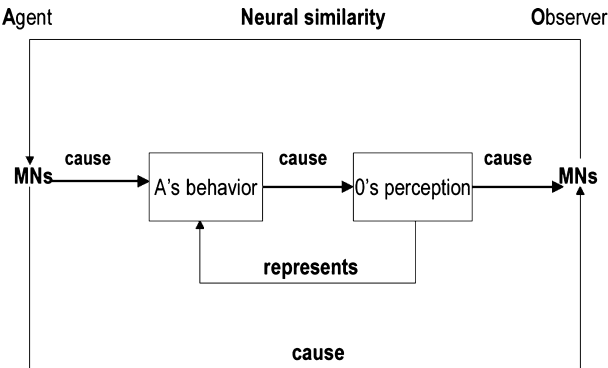 Agent Neural similarity Observer
cause cause cause
MNs A's behavior 0's perception MNs
represents
cause